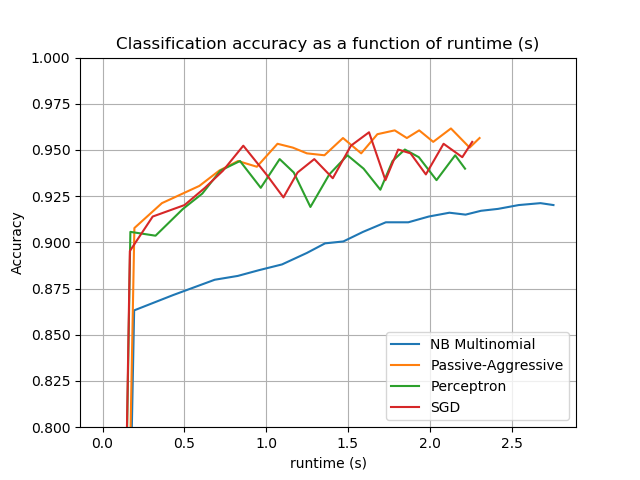 Classification accuracy as a function of runtime (s)
1.000
0.975
0.950
0.925
0.900
0.875
0.850
0.825
0.800
Accuracy
NB Multinomial
Passive-Aggressive
Perceptron
SGD
0.0 0.5 1.0 1.5 2.0 2.5
runtime (s)